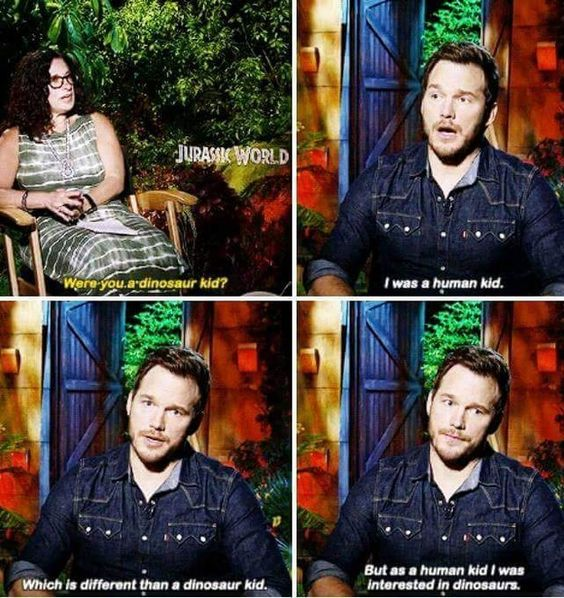 JURASSIC WORLD
Were you a dinosaur kid?
I was a human kid.
Which is different than a dinosaur kid.
But as a human kid I was
interested in dinosaurs.